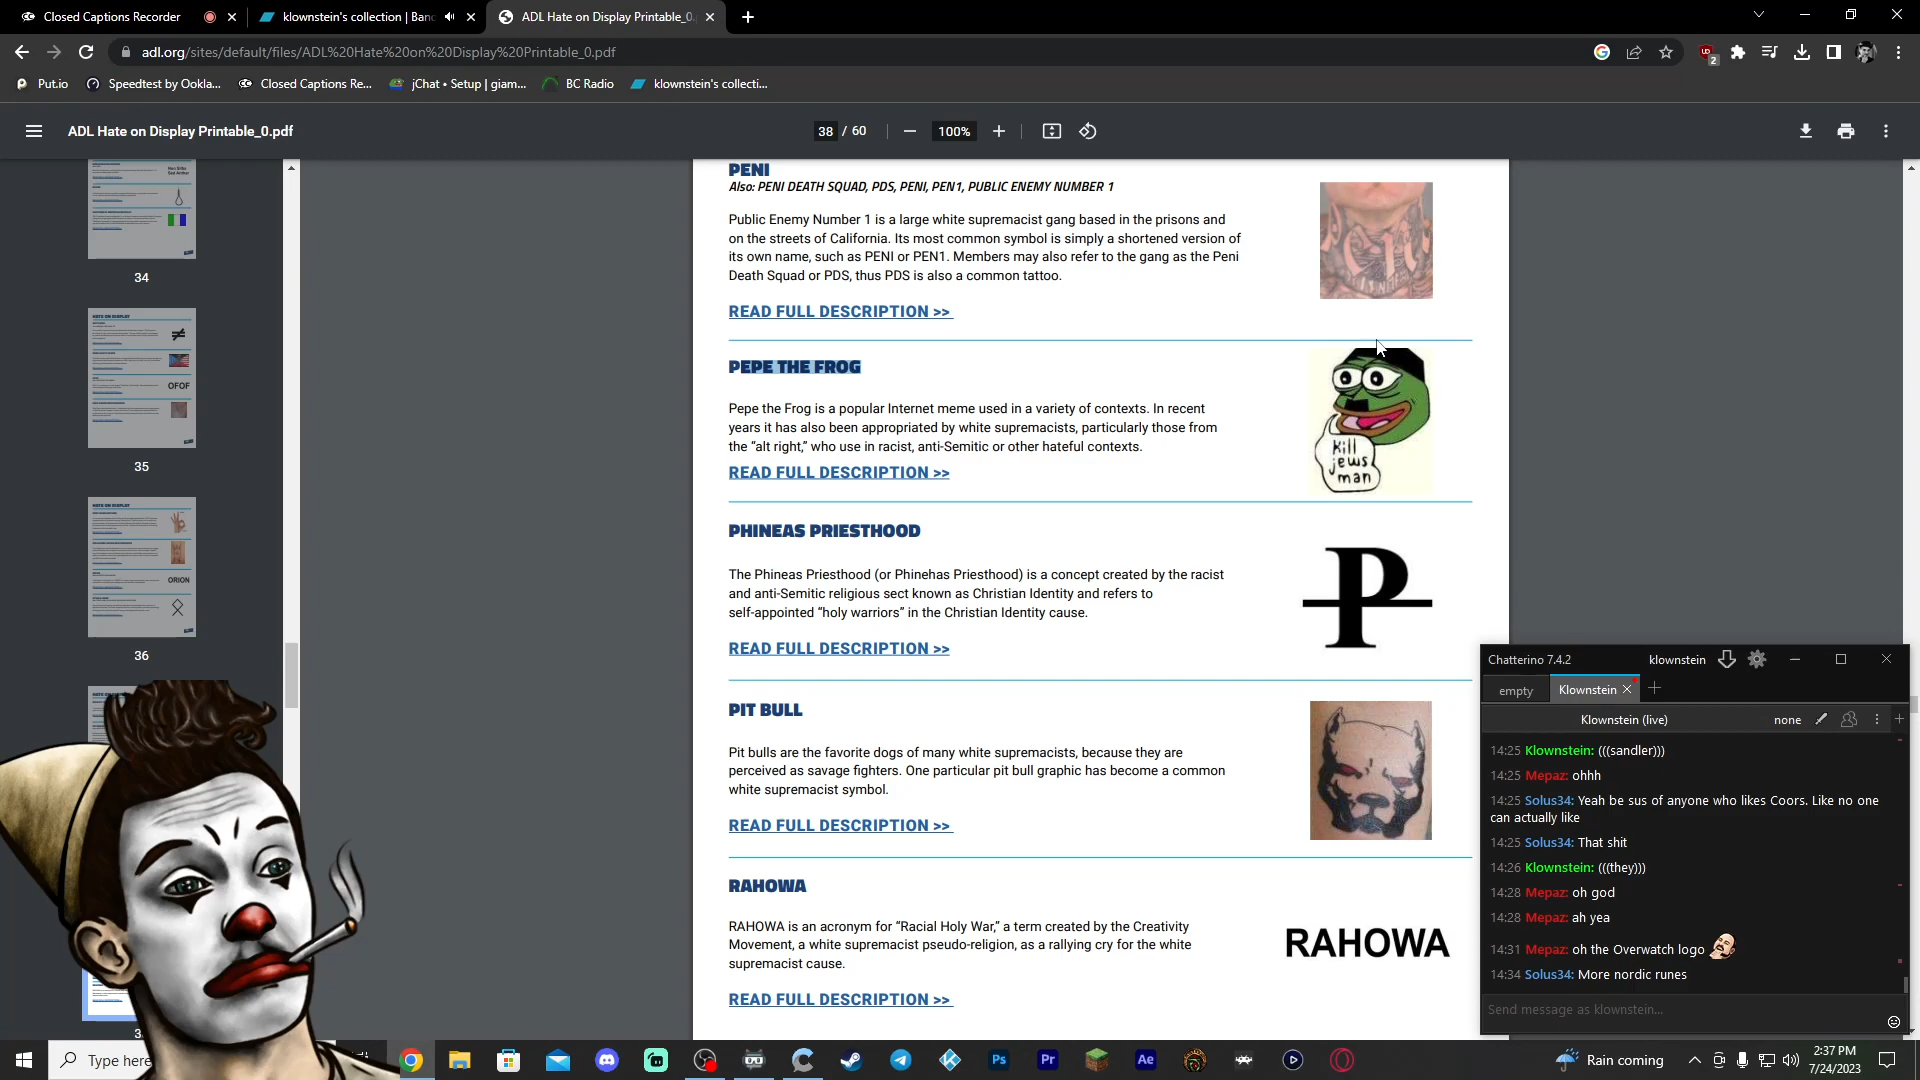 Closed Captions Recorder
klownstein's collection | Banc
ADL Hate on Display Printable_0.
adl.org/sites/default/files/ADL%20Hate%20on%20Display%20Printable_0.pdf
2
Put.io
Speedtest by Ookla...
Closed Captions Re...
jChat • Setup | giam...
BC Radio
klownstein's collecti...
ADL Hate on Display Printable_0.pdf
38 / 60
100%
34
OFOF
35
ORION
36
PENI
Also: PENI DEATH SQUAD, PDS, PENI, PEN1, PUBLIC ENEMY NUMBER 1
Public Enemy Number 1 is a large white supremacist gang based in the prisons and
on the streets of California. Its most common symbol is simply a shortened version of
its own name, such as PENI or PEN1. Members may also refer to the gang as the Peni
Death Squad or PDS, thus PDS is also a common tattoo.
READ FULL DESCRIPTION >>
PEPE THE FROG
Pepe the Frog is a popular Internet meme used in a variety of contexts. In recent
years it has also been appropriated by white supremacists, particularly those from
the “alt right,” who use in racist, anti-Semitic or other hateful contexts.
READ FULL DESCRIPTION >>
kill
jews
man
PHINEAS PRIESTHOOD
The Phineas Priesthood (or Phinehas Priesthood) is a concept created by the racist
and anti-Semitic religious sect known as Christian Identity and refers to
self-appointed “holy warriors” in the Christian Identity cause.
READ FULL DESCRIPTION >>
P
PIT BULL
Pit bulls are the favorite dogs of many white supremacists, because they are
perceived as savage fighters. One particular pit bull graphic has become a common
white supremacist symbol.
READ FULL DESCRIPTION >>
RAHOWA
RAHOWA is an acronym for “Racial Holy War,” a term created by the Creativity
Movement, a white supremacist pseudo-religion, as a rallying cry for the white
supremacist cause.
READ FULL DESCRIPTION >>
RAHOWA
Chatterino 7.4.2
klownstein
empty
Klownstein
Klownstein (live)
none
14:25 Klownstein: (((sandler)))
14:25 Mepaz: ohhh
14:25 Solus34: Yeah be sus of anyone who likes Coors. Like no one
can actually like
14:25 Solus34: That shit
14:26 Klownstein: (((they)))
14:28 Mepaz: oh god
14:28 Mepaz: ah yea
14:31 Mepaz: oh the Overwatch logo
14:34 Solus34: More nordic runes
Send message as klownstein...
Type here
Ps
Pr
Ae
Rain coming
2:37 PM
7/24/2023